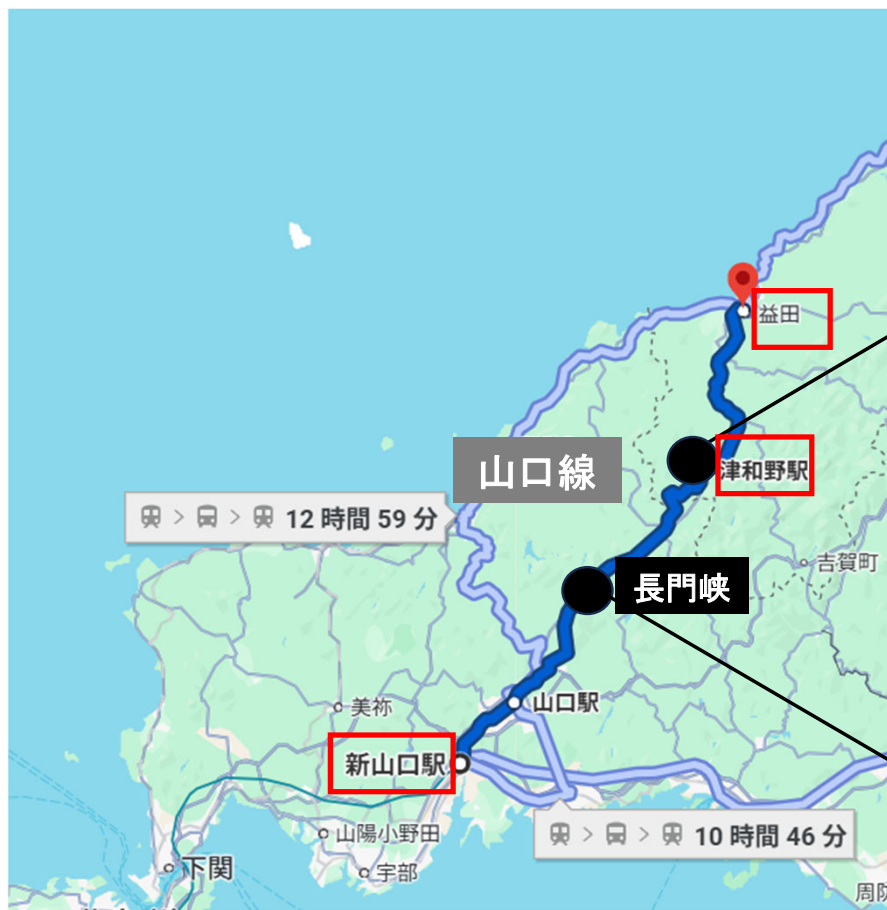 益田
山口線
津和野駅
12 時間 59 分
吉賀町
長門峡
山口駅
美祢
新山口駅
山陽小野田
10 時間 46 分
下関
宇部
周防